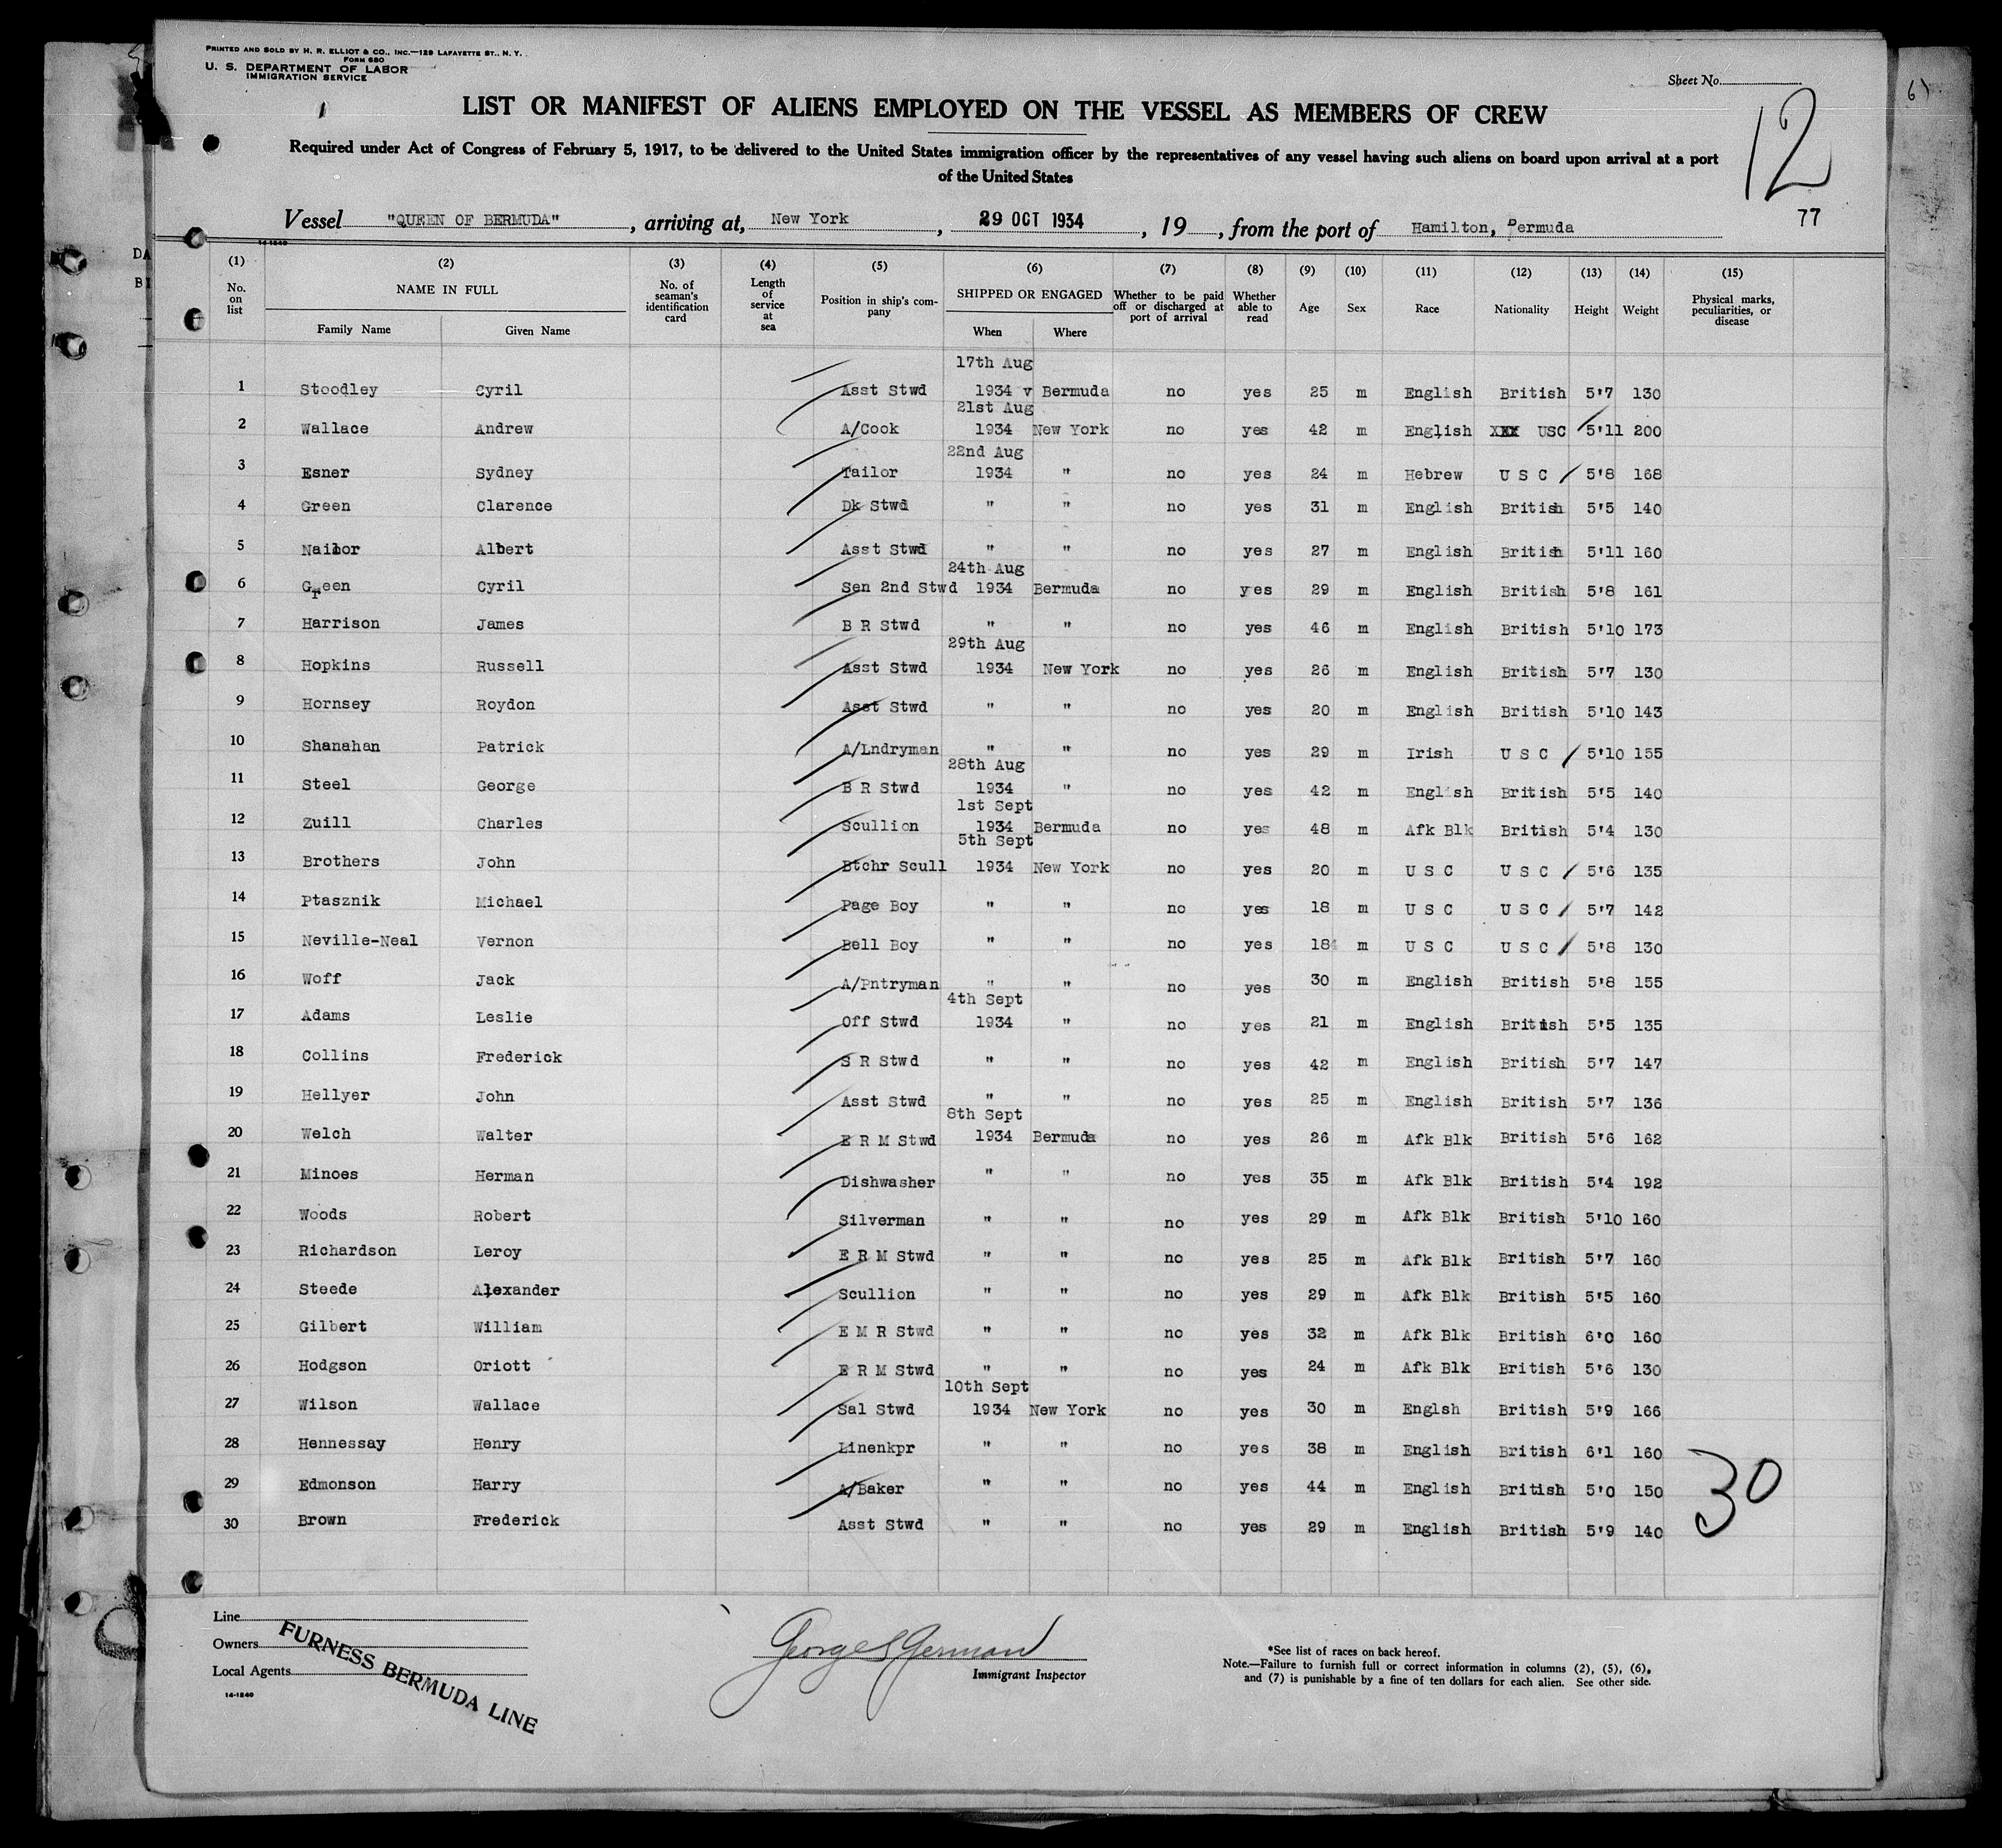 PRINTED AND SOLD BY H. R. ELLIOT & CO., INC.—129 LAFAYETTE ST., N. Y.
FORM 680
U. S. DEPARTMENT OF LABOR
IMMIGRATION SERVICE
Sheet No.
12
77
LIST OR MANIFEST OF ALIENS EMPLOYED ON THE VESSEL AS MEMBERS OF CREW
Required under Act of Congress of February 5, 1917, to be delivered to the United States immigration officer by the representatives of any vessel having such aliens on board upon arrival at a port
of the United States
Vessel "QUEEN OF BERMUDA", arriving at, New York, 29 OCT 1934, 19, from the port of Hamilton, Bermuda
14-1240
(1) No. on list (2) NAME IN FULL Family Name Given Name (3) No. of seaman's identification card (4) Length of service at sea (5) Position in ship's company (6) SHIPPED OR ENGAGED When Where (7) Whether to be paid off or discharged at port of arrival (8) Whether able to read (9) Age (10) Sex (11) Race (12) Nationality (13) Height (14) Weight (15) Physical marks, peculiarities, or disease
17th Aug
1 Stoodley Cyril Asst Stwd 1934 v Bermuda no yes 25 m English British 5'7 130
21st Aug
2 Wallace Andrew A/Cook 1934 New York no yes 42 m English XXX USC 5'11 200
22nd Aug
3 Esner Sydney Tailor 1934 " no yes 24 m Hebrew U S C 5'8 168
4 Green Clarence Dk Stwd " " no yes 31 m English British 5'5 140
5 Nailor Albert Asst Stwd " " no yes 27 m English British 5'11 160
24th Aug
6 Green Cyril Sen 2nd Stwd 1934 Bermuda no yes 29 m English British 5'8 161
7 Harrison James B R Stwd " " no yes 46 m English British 5'10 173
29th Aug
8 Hopkins Russell Asst Stwd 1934 New York no yes 26 m English British 5'7 130
9 Hornsey Roydon Asst Stwd " " no yes 20 m English British 5'10 143
10 Shanahan Patrick A/Lndryman " " no yes 29 m Irish U S C 5'10 155
28th Aug
11 Steel George B R Stwd 1934 " no yes 42 m English British 5'5 140
1st Sept
12 Zuill Charles Scullion 1934 Bermuda no yes 48 m Afk Blk British 5'4 130
5th Sept
13 Brothers John Btchr Scull 1934 New York no yes 20 m U S C U S C 5'6 135
14 Ptasznik Michael Page Boy " " no yes 18 m U S C U S C 5'7 142
15 Neville-Neal Vernon Bell Boy " " no yes 18 m U S C U S C 5'8 130
16 Woff Jack A/Pntryman " " no yes 30 m English British 5'8 155
4th Sept
17 Adams Leslie Off Stwd 1934 " no yes 21 m English British 5'5 135
18 Collins Frederick S R Stwd " " no yes 42 m English British 5'7 147
19 Hellyer John Asst Stwd " " no yes 25 m English British 5'7 136
8th Sept
20 Welch Walter E R M Stwd 1934 Bermuda no yes 26 m Afk Blk British 5'6 162
21 Minoes Herman Dishwasher " " no yes 35 m Afk Blk British 5'4 192
22 Woods Robert Silverman " " no yes 29 m Afk Blk British 5'10 160
23 Richardson Leroy E R M Stwd " " no yes 25 m Afk Blk British 5'7 160
24 Steede Alexander Scullion " " no yes 29 m Afk Blk British 5'5 160
25 Gilbert William E M R Stwd " " no yes 32 m Afk Blk British 6'0 160
26 Hodgson Oriott E R M Stwd " " no yes 24 m Afk Blk British 5'6 130
10th Sept
27 Wilson Wallace Sal Stwd 1934 New York no yes 30 m Englsh British 5'9 166
28 Hennessay Henry Linenkpr " " no yes 38 m English British 6'1 160
29 Edmonson Harry A/Baker " " no yes 44 m English British 5'0 150
30 Brown Frederick Asst Stwd " " no yes 29 m English British 5'9 140
30
Line
Owners
Local Agents
FURNESS BERMUDA LINE
14-1240
George S German
Immigrant Inspector
*See list of races on back hereof.
Note.—Failure to furnish full or correct information in columns (2), (5), (6), and (7) is punishable by a fine of ten dollars for each alien. See other side.